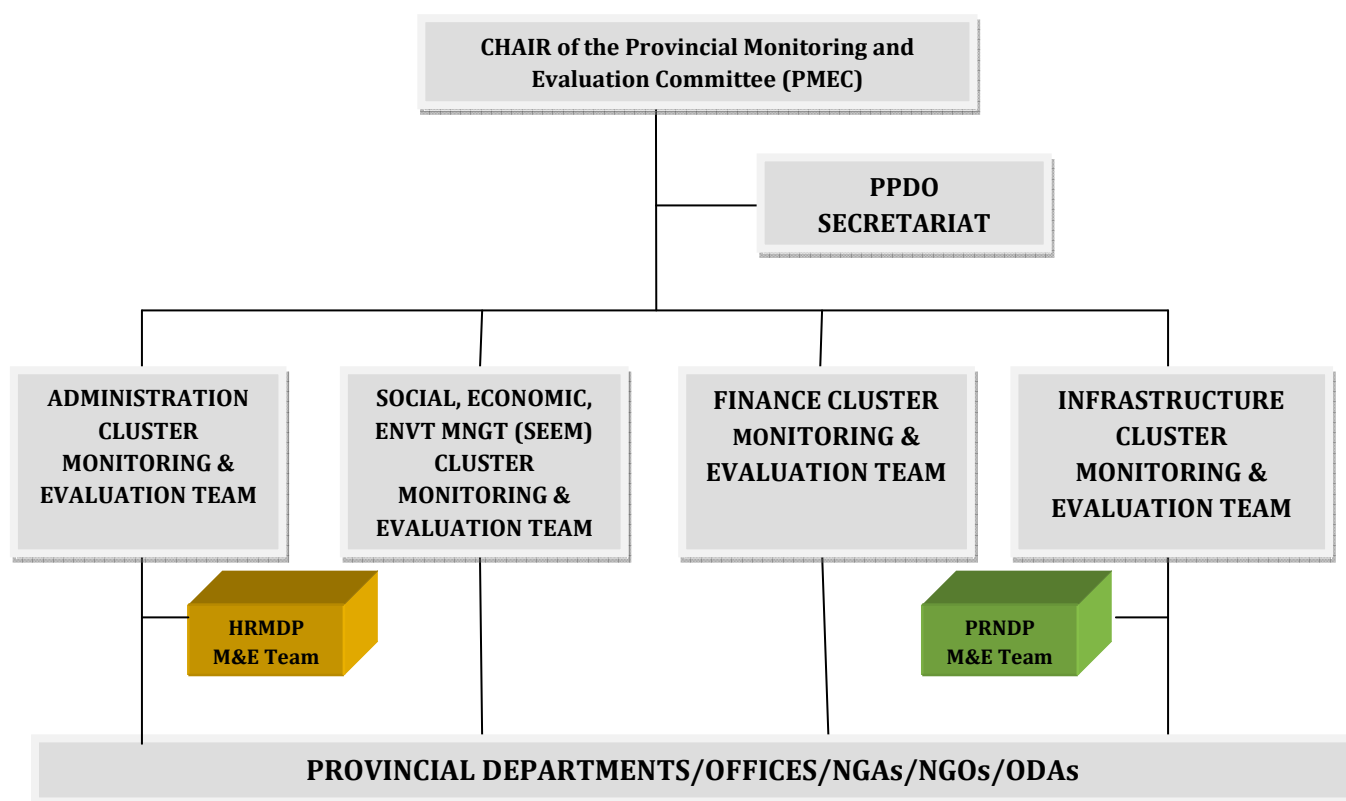 CHAIR of the Provincial Monitoring and
Evaluation Committee (PMEC)
PPDO
SECRETARIAT
ADMINISTRATION
CLUSTER
MONITORING &
EVALUATION TEAM
SOCIAL, ECONOMIC,
ENVT MNGT (SEEM)
CLUSTER
MONITORING &
EVALUATION TEAM
FINANCE CLUSTER
MONITORING &
EVALUATION TEAM
INFRASTRUCTURE
CLUSTER
MONITORING &
EVALUATION TEAM
HRMDP
M&E Team
PRNDP
M&E Team
PROVINCIAL DEPARTMENTS/OFFICES/NGAs/NGOs/ODAs